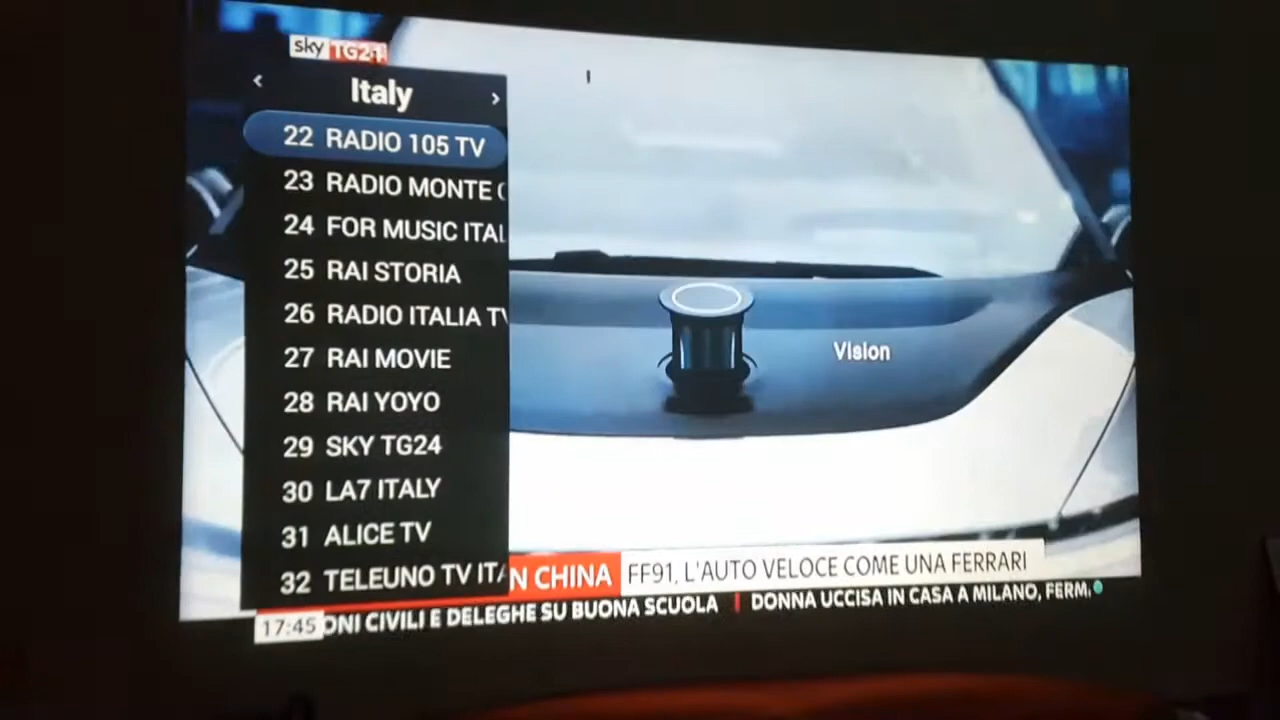 sky TG24
Italy
22 RADIO 105 TV
23 RADIO MONTE
24 FOR MUSIC ITAL
25 RAI STORIA
26 RADIO ITALIA TV
27 RAI MOVIE
28 RAI YOYO
29 SKY TG24
30 LA7 ITALY
31 ALICE TV
32 TELEUNO TV ITA
Vision
N CHINA
FF91, L'AUTO VELOCE COME UNA FERRARI
17:45
ONI CIVILI E DELEGHE SU BUONA SCUOLA | DONNA UCCISA IN CASA A MILANO, FERM.